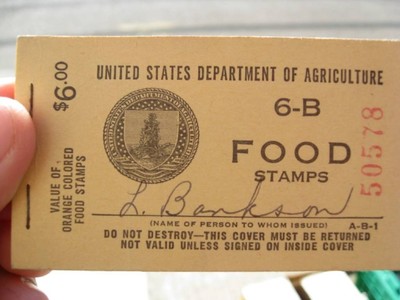 $6.00
VALUE OF
ORANGE COLORED
FOOD STAMPS
UNITED STATES DEPARTMENT OF AGRICULTURE
6-B
FOOD
STAMPS
50578
L. Bankson
(NAME OF PERSON TO WHOM ISSUED)
A-B-1
DO NOT DESTROY—THIS COVER MUST BE RETURNED
NOT VALID UNLESS SIGNED ON INSIDE COVER